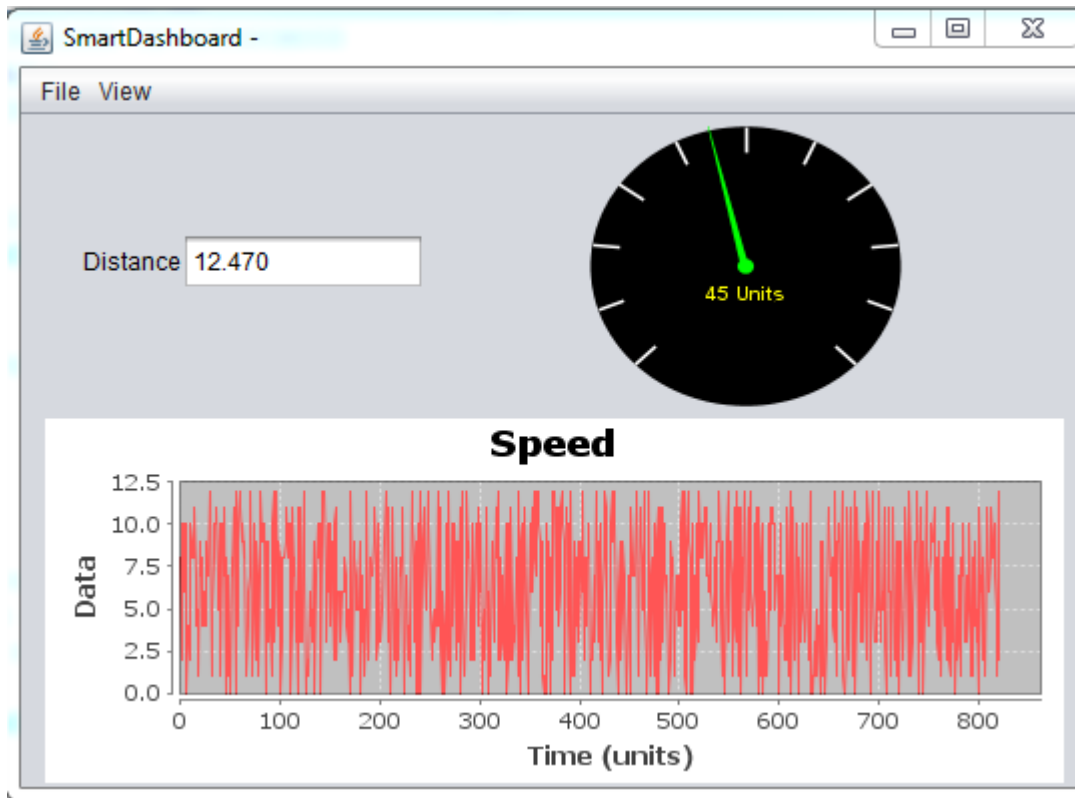 SmartDashboard -
File View
Distance 12.470
45 Units
Speed
12.5
10.0
7.5
5.0
2.5
0.0
Data
0 100 200 300 400 500 600 700 800
Time (units)